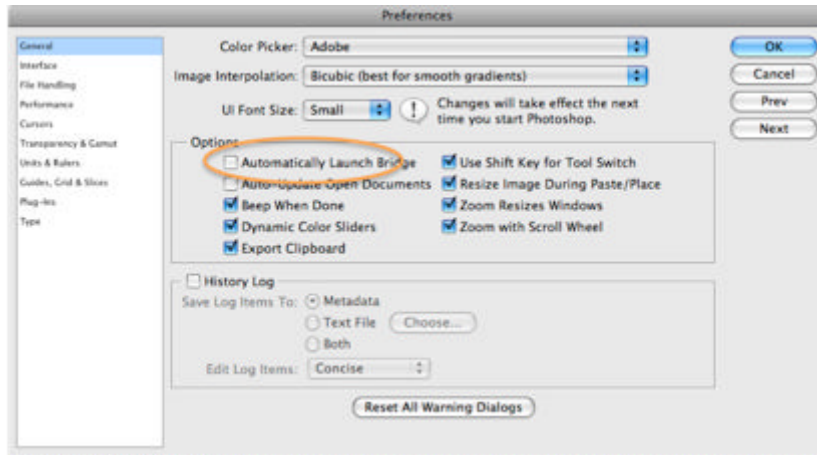 Preferences
General
Interface
File Handling
Performance
Cursors
Transparency & Gamut
Units & Rulers
Guides, Grid & Slices
Plug-Ins
Type
Color Picker: Adobe
Image Interpolation: Bicubic (best for smooth gradients)
UI Font Size: Small
Changes will take effect the next
time you start Photoshop.
Options
Automatically Launch Bridge
Auto-Update Open Documents
Beep When Done
Dynamic Color Sliders
Export Clipboard
Use Shift Key for Tool Switch
Resize Image During Paste/Place
Zoom Resizes Windows
Zoom with Scroll Wheel
History Log
Save Log Items To: Metadata
Text File Choose...
Both
Edit Log Items: Concise
Reset All Warning Dialogs
OK
Cancel
Prev
Next